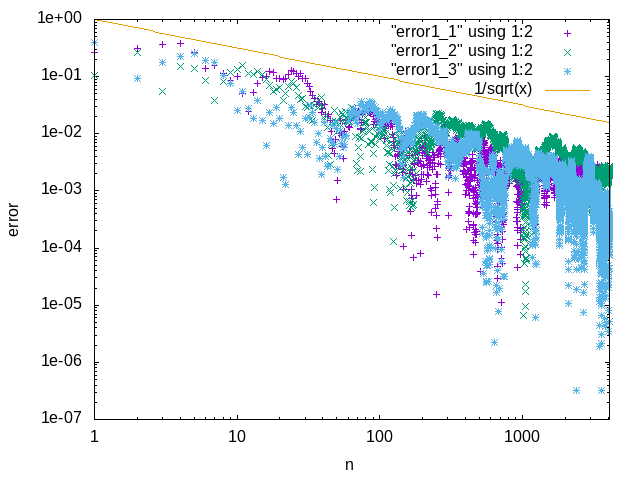 1e+00
1e-01
1e-02
1e-03
1e-04
1e-05
1e-06
1e-07
error
1 10 100 1000
n
"error1_1" using 1:2
"error1_2" using 1:2
"error1_3" using 1:2
1/sqrt(x)